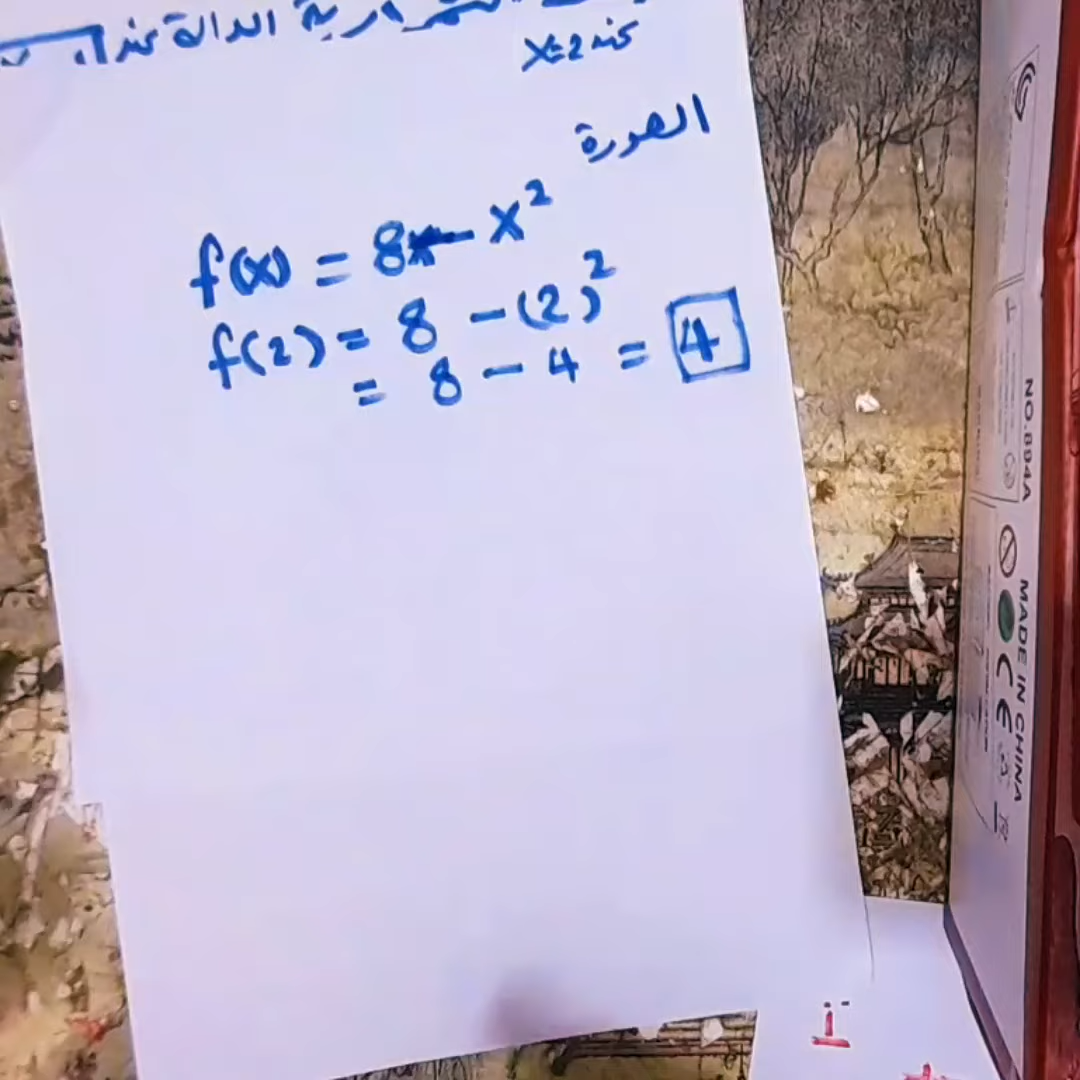 الدالة عند
عند x=2
الصورة
f(x) = 8 - x²
f(2) = 8 - (2)²
= 8 - 4 = 4
NO.894A
MADE IN CHINA
CE